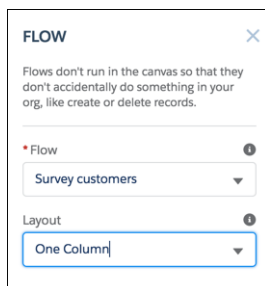 FLOW
Flows don't run in the canvas so that they
don't accidentally do something in your
org, like create or delete records.
* Flow
Survey customers
Layout
One Column